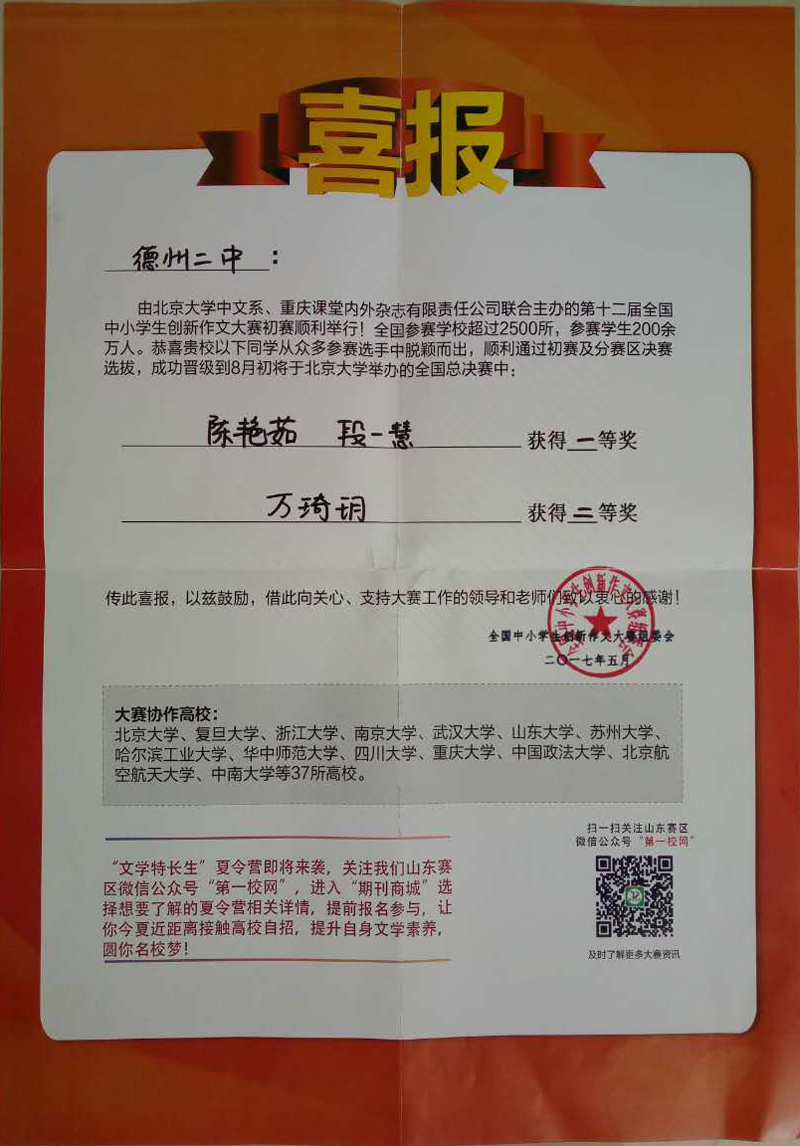 喜报
德州二中：
由北京大学中文系、重庆课堂内外杂志有限责任公司联合主办的第十二届全国
中小学生创新作文大赛初赛顺利举行！全国参赛学校超过2500所，参赛学生200余
万人。恭喜贵校以下同学从众多参赛选手中脱颖而出，顺利通过初赛及分赛区决赛
选拔，成功晋级到8月初将于北京大学举办的全国总决赛中：
陈艳茹 段一慧 获得一等奖
万琦玥 获得二等奖
传此喜报，以兹鼓励，借此向关心、支持大赛工作的领导和老师们致以衷心的感谢！
全国中小学生创新作文大赛组委会
二〇一七年五月
大赛协作高校：
北京大学、复旦大学、浙江大学、南京大学、武汉大学、山东大学、苏州大学、
哈尔滨工业大学、华中师范大学、四川大学、重庆大学、中国政法大学、北京航
空航天大学、中南大学等37所高校。
扫一扫关注山东赛区
微信公众号“第一校网”
“文学特长生”夏令营即将来袭，关注我们山东赛
区微信公众号“第一校网”，进入“期刊商城”选
择想要了解的夏令营相关详情，提前报名参与，让
你今夏近距离接触高校自招，提升自身文学素养，
圆你名校梦！
及时了解更多大赛资讯